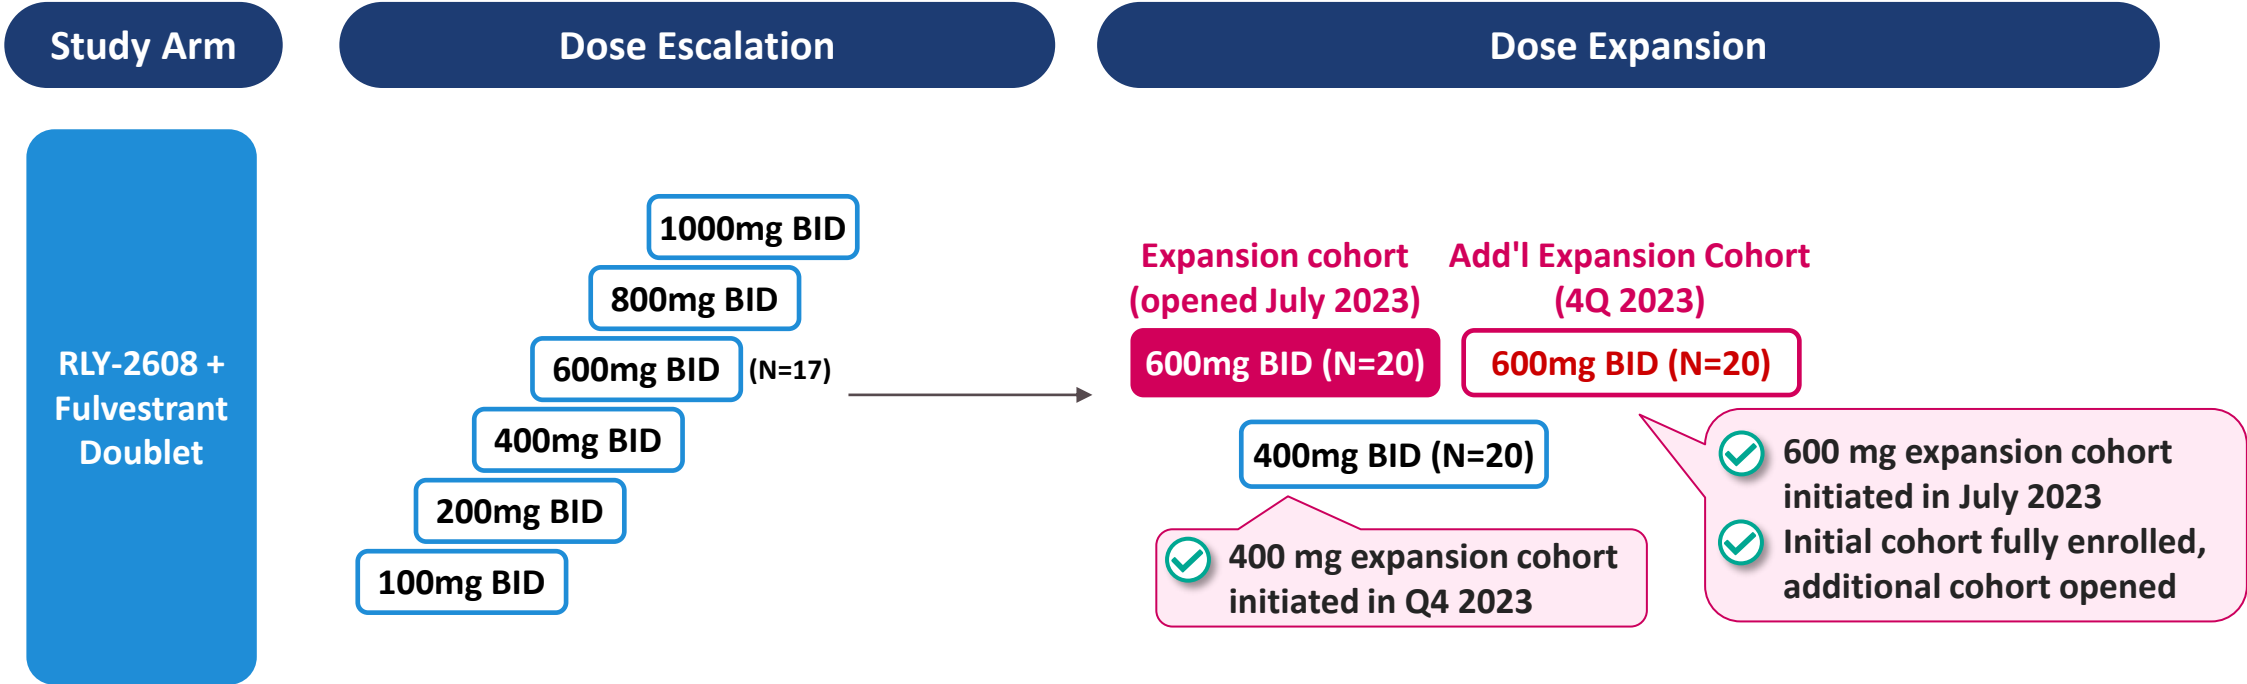 Study Arm
Dose Escalation
Dose Expansion
RLY-2608 +
Fulvestrant
Doublet
1000mg BID
800mg BID
600mg BID (N=17)
400mg BID
200mg BID
100mg BID
Expansion cohort
(opened July 2023)
600mg BID (N=20)
Add'l Expansion Cohort
(4Q 2023)
600mg BID (N=20)
400mg BID (N=20)
400 mg expansion cohort
initiated in Q4 2023
600 mg expansion cohort
initiated in July 2023
Initial cohort fully enrolled,
additional cohort opened